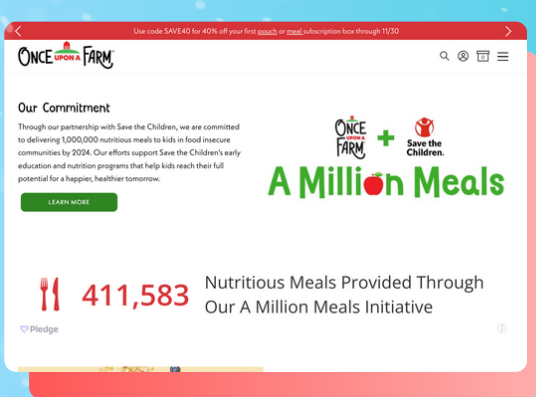 Use code SAVE40 for 40% off your first pouch or meal subscription box through 11/30
ONCE UPON A FARM
Our Commitment
Through our partnership with Save the Children, we are committed
to delivering 1,000,000 nutritious meals to kids in food insecure
communities by 2024. Our efforts support Save the Children's early
education and nutrition programs that help kids reach their full
potential for a happier, healthier tomorrow.
LEARN MORE
ONCE
UPON A
FARM
+
Save the
Children.
A Million Meals
411,583
Nutritious Meals Provided Through
Our A Million Meals Initiative
Pledge